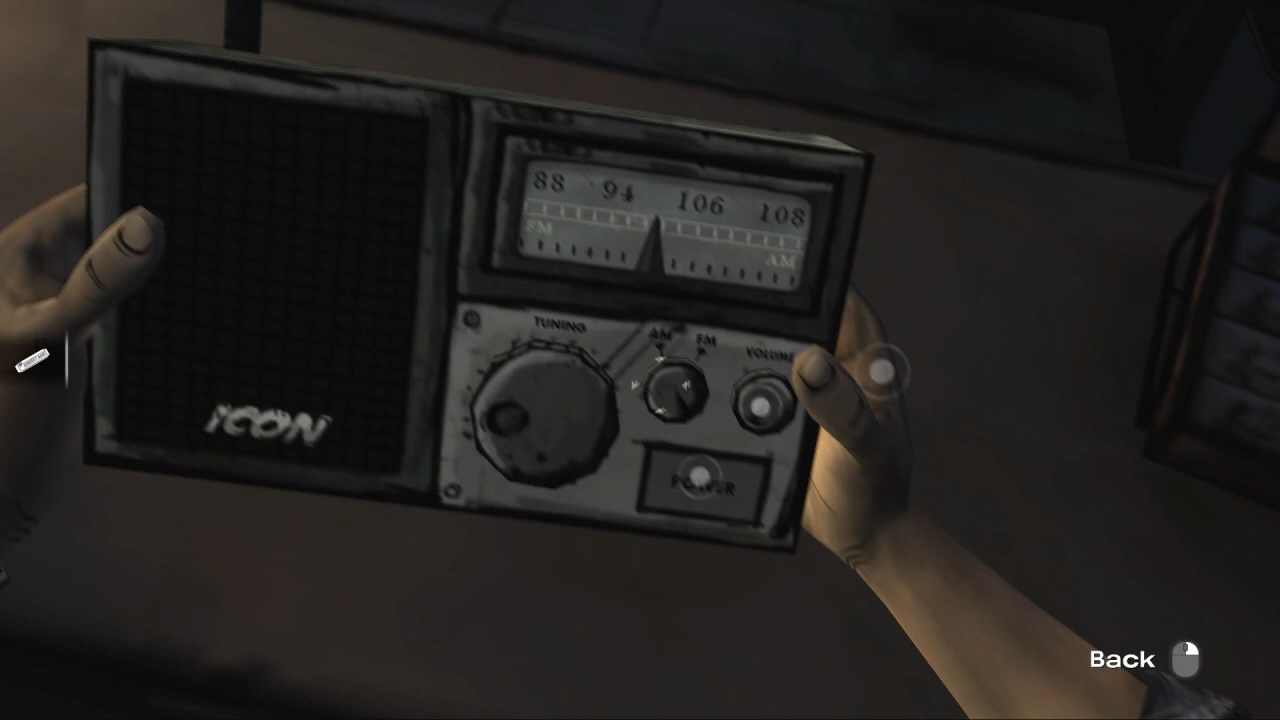 88 94 106 108
FM
AM
TUNING
AM FM
VOLUME
POWER
iCON
Back